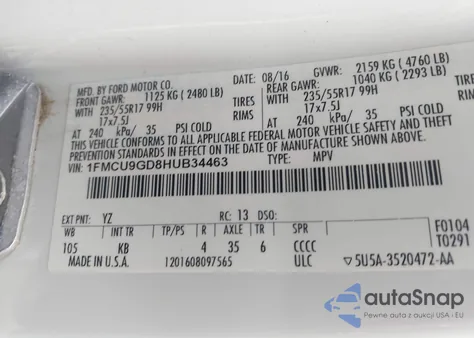 MFD. BY FORD MOTOR CO.
DATE: 08/16 GVWR: 2159 KG ( 4760 LB)
FRONT GAWR: 1125 KG ( 2480 LB) REAR GAWR: 1040 KG ( 2293 LB)
WITH 235/55R17 99H TIRES WITH 235/55R17 99H
17x7.5J RIMS 17x7.5J
AT 240 kPa/ 35 PSI COLD AT 240 kPa/ 35 PSI COLD
THIS VEHICLE CONFORMS TO ALL APPLICABLE FEDERAL MOTOR VEHICLE SAFETY, BUMPER, AND THEFT PREVENTION STANDARDS IN EFFECT ON THE DATE OF MANUFACTURE SHOWN ABOVE.
VIN: 1FMCU9GD8HUB34463 TYPE: MPV
EXT PNT: YZ RC: 13 DSO: F0104
WB INT TR TP/PS R AXLE TR SPR T0291
105 KB 4 35 6 CCCC
MADE IN U.S.A. 1201608097565 ULC 5U5A-3520472-AA
autoSnap
Pewne auta z aukcji USA i EU